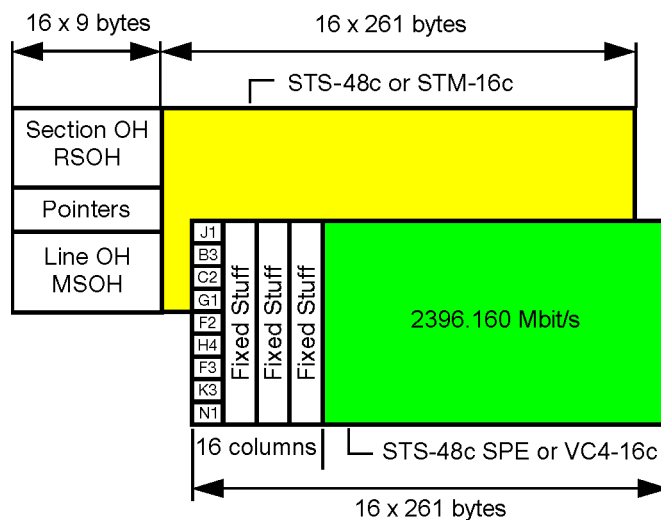 16 x 9 bytes
16 x 261 bytes
STS-48c or STM-16c
Section OH
RSOH
Pointers
Line OH
MSOH
J1
B3
C2
G1
F2
H4
F3
K3
N1
Fixed Stuff
Fixed Stuff
Fixed Stuff
2396.160 Mbit/s
16 columns
STS-48c SPE or VC4-16c
16 x 261 bytes